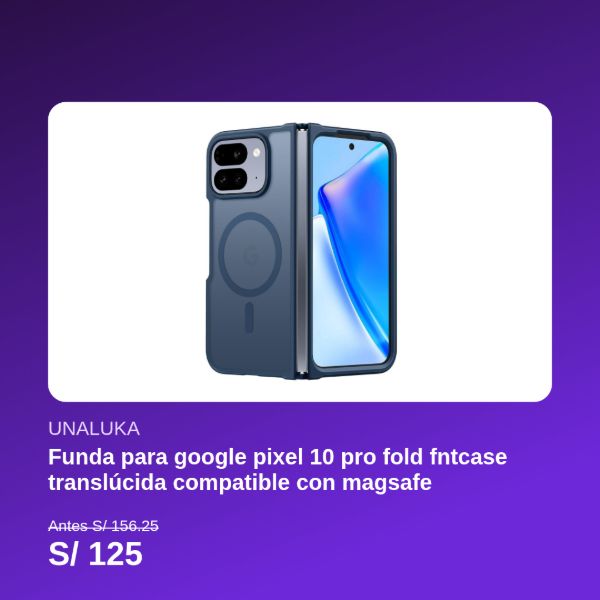 UNALUKA
Funda para google pixel 10 pro fold fntcase
translúcida compatible con magsafe
Antes S/ 156.25
S/ 125